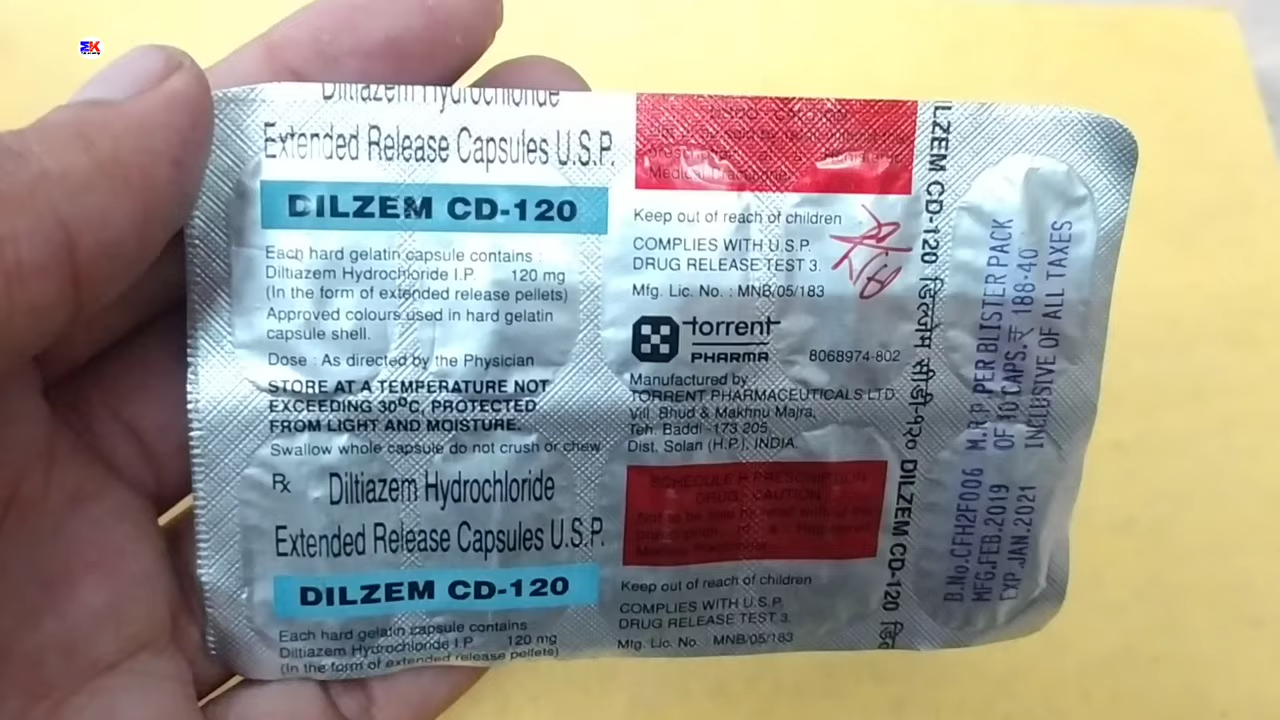 Diltiazem Hydrochloride
Extended Release Capsules U.S.P.
DILZEM CD-120
Each hard gelatin capsule contains :
Diltiazem Hydrochloride I.P. 120 mg
(In the form of extended release pellets)
Approved colours used in hard gelatin
capsule shell.
Dose : As directed by the Physician
STORE AT A TEMPERATURE NOT
EXCEEDING 30⁰C, PROTECTED
FROM LIGHT AND MOISTURE.
Swallow whole capsule do not crush or chew
Rx Diltiazem Hydrochloride
Extended Release Capsules U.S.P.
DILZEM CD-120
Each hard gelatin capsule contains
Diltiazem Hydrochloride I.P. 120 mg
(In the form of extended release pellets)
Medical Practitioner
Keep out of reach of children
COMPLIES WITH U.S.P.
DRUG RELEASE TEST 3.
Mfg. Lic. No. : MNB/05/183
torrent
PHARMA 8068974-802
Manufactured by :
TORRENT PHARMACEUTICALS LTD.
Vill. Bhud & Makhnu Majra,
Teh. Baddi -173 205,
Dist. Solan (H.P.), INDIA.
SCHEDULE H PRESCRIPTION
DRUG - CAUTION
Keep out of reach of children
COMPLIES WITH U.S.P.
DRUG RELEASE TEST 3.
Mfg. Lic. No. MNB/05/183
LZEM CD-120 डिल्जेम सीडी-१२० DILZEM CD-120
B.No.CFH2F006 M.R.P PER BLISTER PACK
MFG.FEB.2019 OF 10 CAPS. ₹ 188.40
EXP.JAN.2021 INCLUSIVE OF ALL TAXES